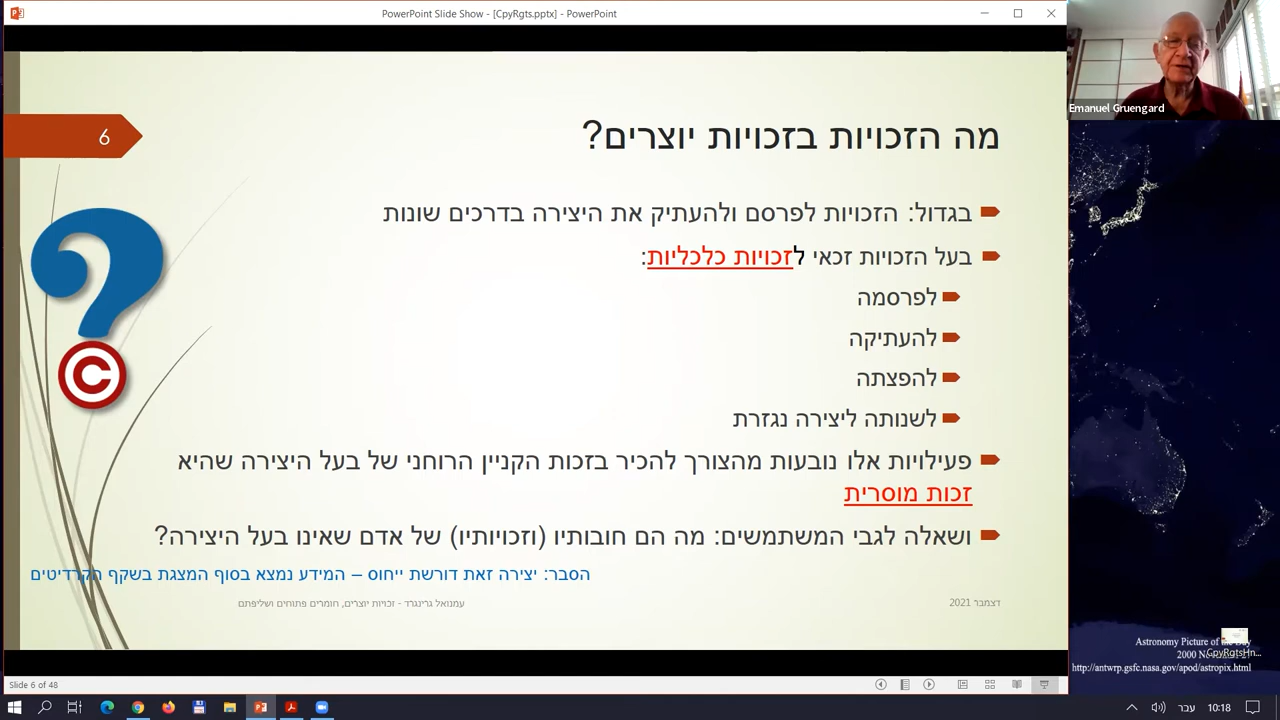 PowerPoint Slide Show - [CpyRgts.pptx] - PowerPoint
Emanuel Gruengard
6
מה הזכויות בזכויות יוצרים?
בגדול: הזכויות לפרסם ולהעתיק את היצירה בדרכים שונות
בעל הזכויות זכאי לזכויות כלכליות:
לפרסמה
להעתיקה
להפצתה
לשנותה ליצירה נגזרת
פעילויות אלו נובעות מהצורך להכיר בזכות הקניין הרוחני של בעל היצירה שהיא
זכות מוסרית
ושאלה לגבי המשתמשים: מה הם חובותיו (וזכויותיו) של אדם שאינו בעל היצירה?
הסבר: יצירה זאת דורשת ייחוס – המידע נמצא בסוף המצגת בשקף הקרדיטים
דצמבר 2021
עמנואל גרינגרד - זכויות יוצרים, חומרים פתוחים ושליפתם
©
Astronomy Picture of the Day
2000
CpyRgtsHn...
http://antwrp.gsfc.nasa.gov/apod/astropix.html
Slide 6 of 48
עבר
10:18